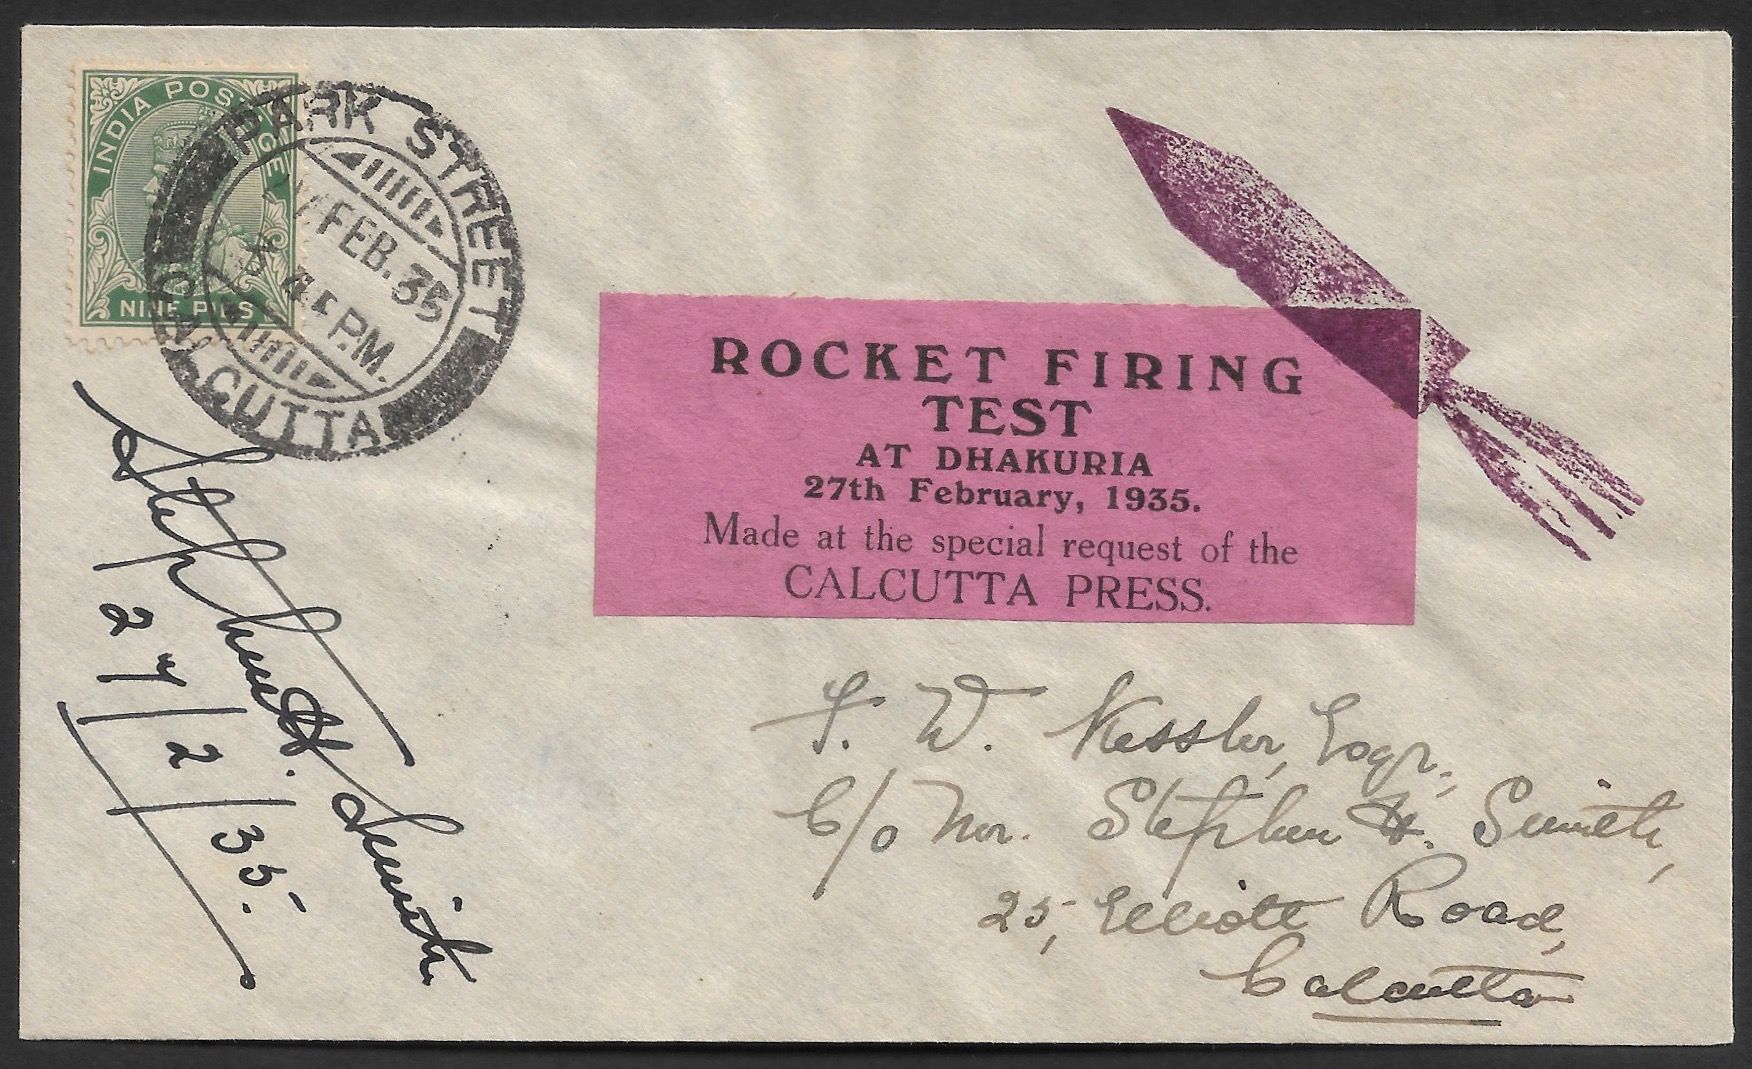 INDIA POSTAGE
NINE PIES
PARK STREET
FEB. 35
P.M.
CALCUTTA
ROCKET FIRING
TEST
AT DHAKURIA
27th February, 1935.
Made at the special request of the
CALCUTTA PRESS.
Stephen H. Smith
27/2/35.
T. W. Kessler, Esqr.,
C/o Mr. Stephen H. Smith,
25, Elliott Road,
Calcutta